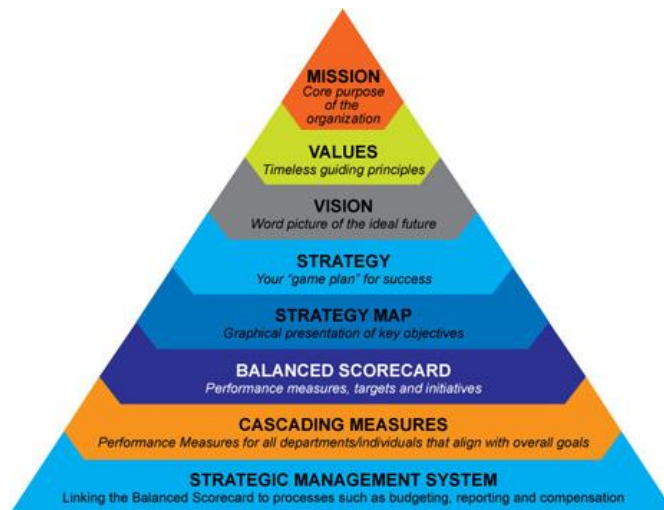 MISSION
Core purpose
of the
organization
VALUES
Timeless guiding principles
VISION
Word picture of the ideal future
STRATEGY
Your “game plan” for success
STRATEGY MAP
Graphical presentation of key objectives
BALANCED SCORECARD
Performance measures, targets and initiatives
CASCADING MEASURES
Performance Measures for all departments/individuals that align with overall goals
STRATEGIC MANAGEMENT SYSTEM
Linking the Balanced Scorecard to processes such as budgeting, reporting and compensation